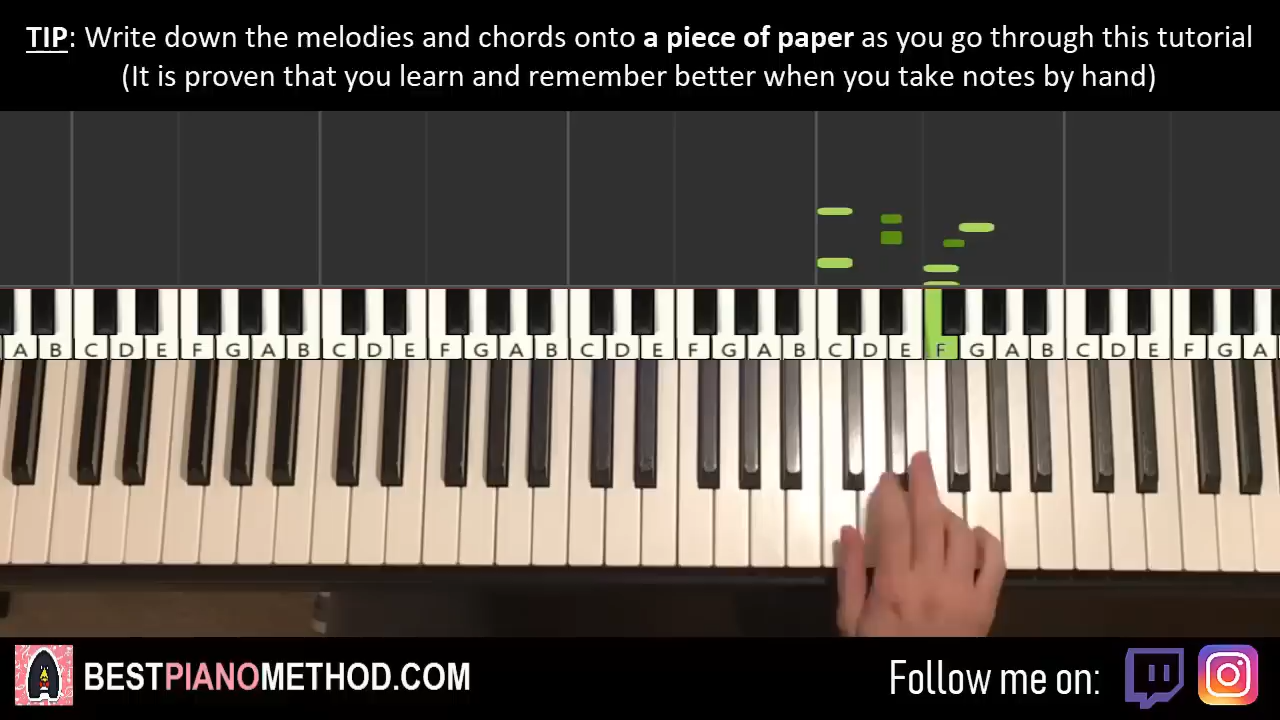 TIP: Write down the melodies and chords onto a piece of paper as you go through this tutorial
(It is proven that you learn and remember better when you take notes by hand)
A B C D E F G A B C D E F G A B C D E F G A B C D E F G A B C D E F G A
BESTPIANOMETHOD.COM
Follow me on: